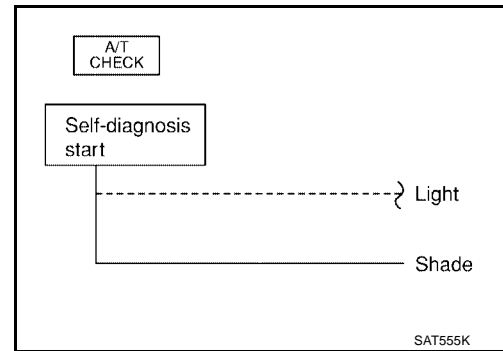 A/T
CHECK
Self-diagnosis
start
Light
Shade
SAT555K